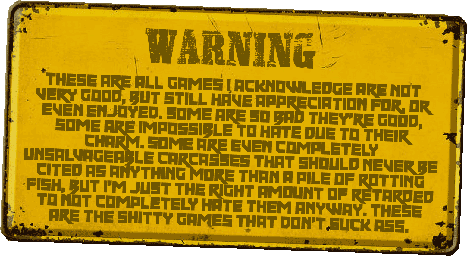 WARNING
THESE ARE ALL GAMES I ACKNOWLEDGE ARE NOT
VERY GOOD, BUT STILL HAVE APPRECIATION FOR, OR
EVEN ENJOYED. SOME ARE SO BAD THEY'RE GOOD,
SOME ARE IMPOSSIBLE TO HATE DUE TO THEIR
CHARM. SOME ARE EVEN COMPLETELY
UNSALVAGEABLE CARCASSES THAT SHOULD NEVER BE
CITED AS ANYTHING MORE THAN A PILE OF ROTTING
FISH, BUT I'M JUST THE RIGHT AMOUNT OF RETARDED
TO NOT COMPLETELY HATE THEM ANYWAY. THESE
ARE THE SHITTY GAMES THAT DON'T SUCK ASS.